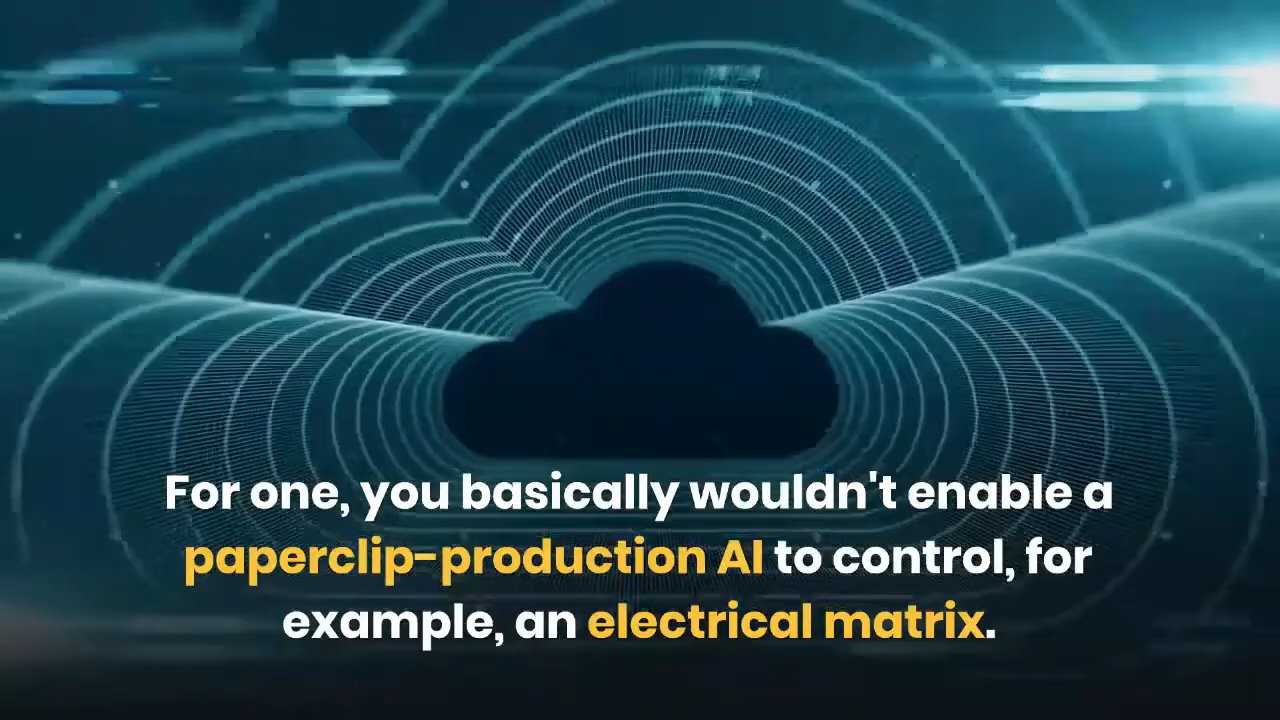 For one, you basically wouldn't enable a
paperclip-production AI to control, for
example, an electrical matrix.